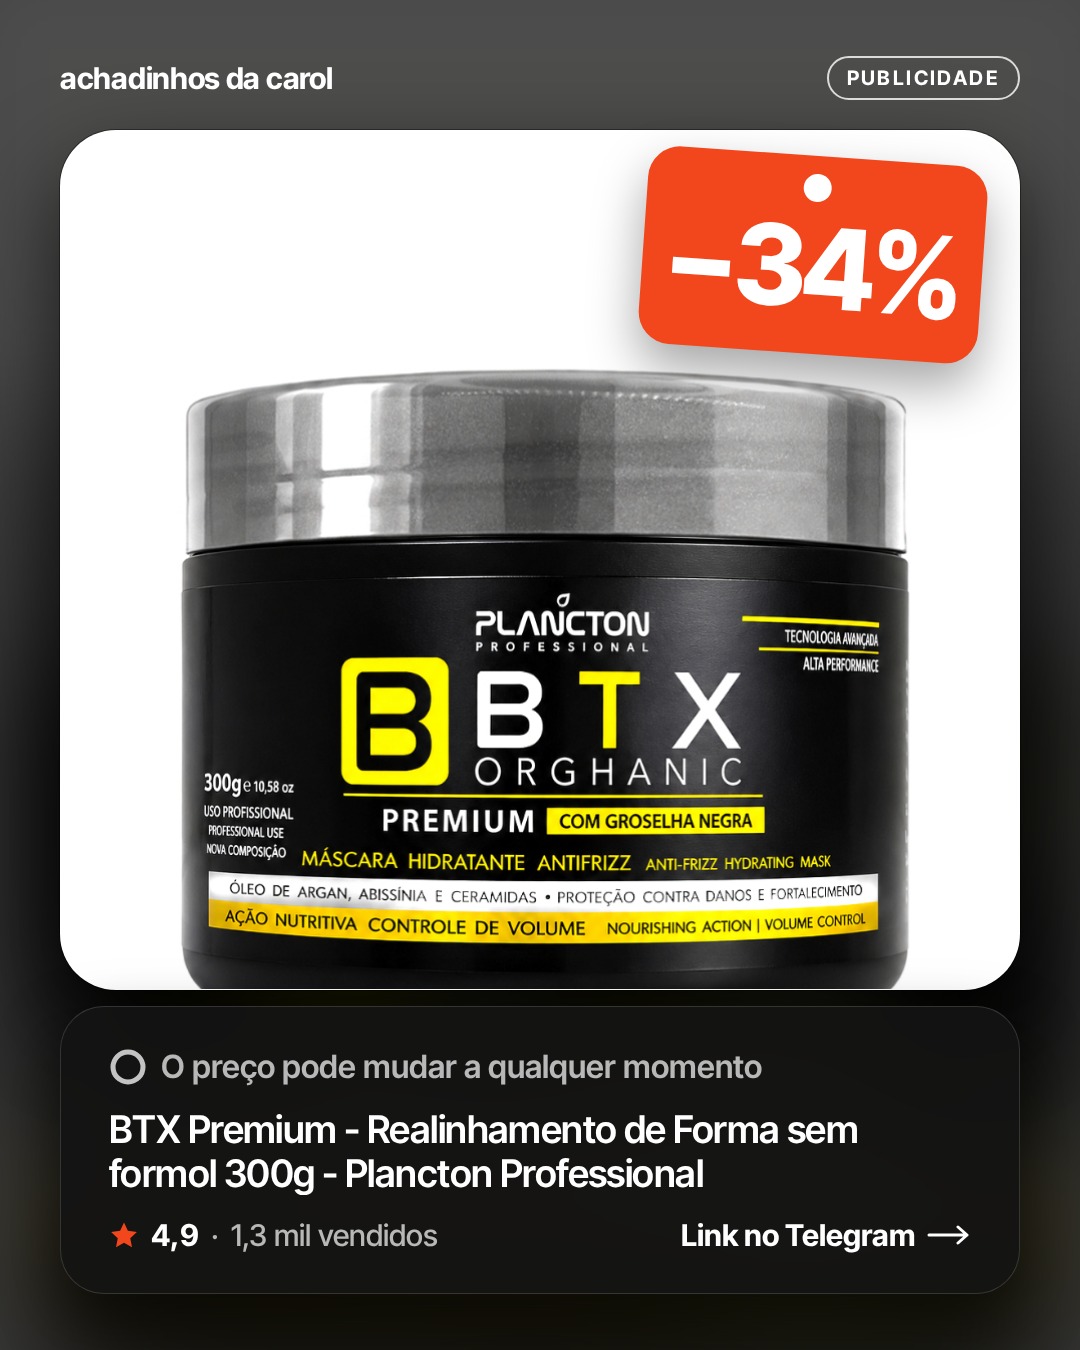 achadinhos da carol
PUBLICIDADE
-34%
PLANCTON
PROFESSIONAL
TECNOLOGIA AVANÇADA
ALTA PERFORMANCE
B
BTX
ORGHANIC
300g e 10,58 oz
USO PROFISSIONAL
PROFESSIONAL USE
NOVA COMPOSIÇÃO
PREMIUM COM GROSELHA NEGRA
MÁSCARA HIDRATANTE ANTIFRIZZ ANTI-FRIZZ HYDRATING MASK
ÓLEO DE ARGAN, ABISSÍNIA E CERAMIDAS • PROTEÇÃO CONTRA DANOS E FORTALECIMENTO
AÇÃO NUTRITIVA CONTROLE DE VOLUME NOURISHING ACTION | VOLUME CONTROL
O preço pode mudar a qualquer momento
BTX Premium - Realinhamento de Forma sem
formol 300g - Plancton Professional
4,9 · 1,3 mil vendidos
Link no Telegram →